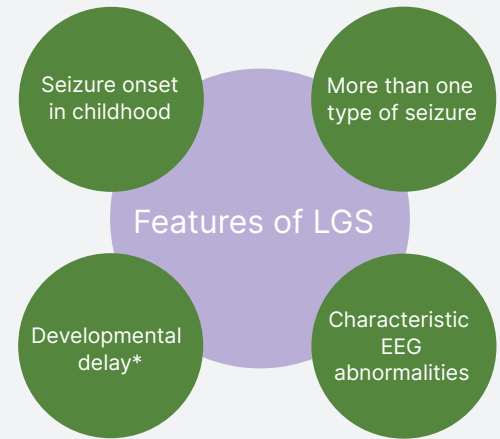 Seizure onset
in childhood
More than one
type of seizure
Features of LGS
Developmental
delay*
Characteristic
EEG
abnormalities